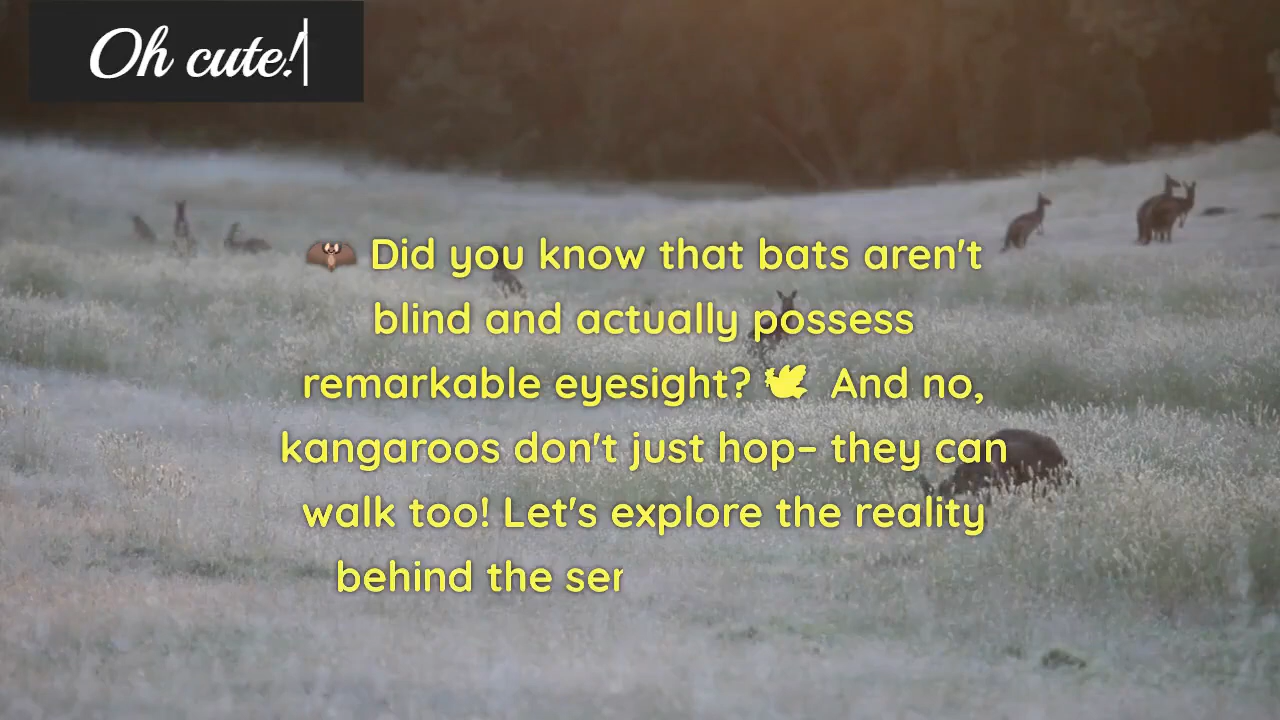 Oh cute!
🦇 Did you know that bats aren't
blind and actually possess
remarkable eyesight? 🕊 And no,
kangaroos don't just hop– they can
walk too! Let's explore the reality
behind the ser